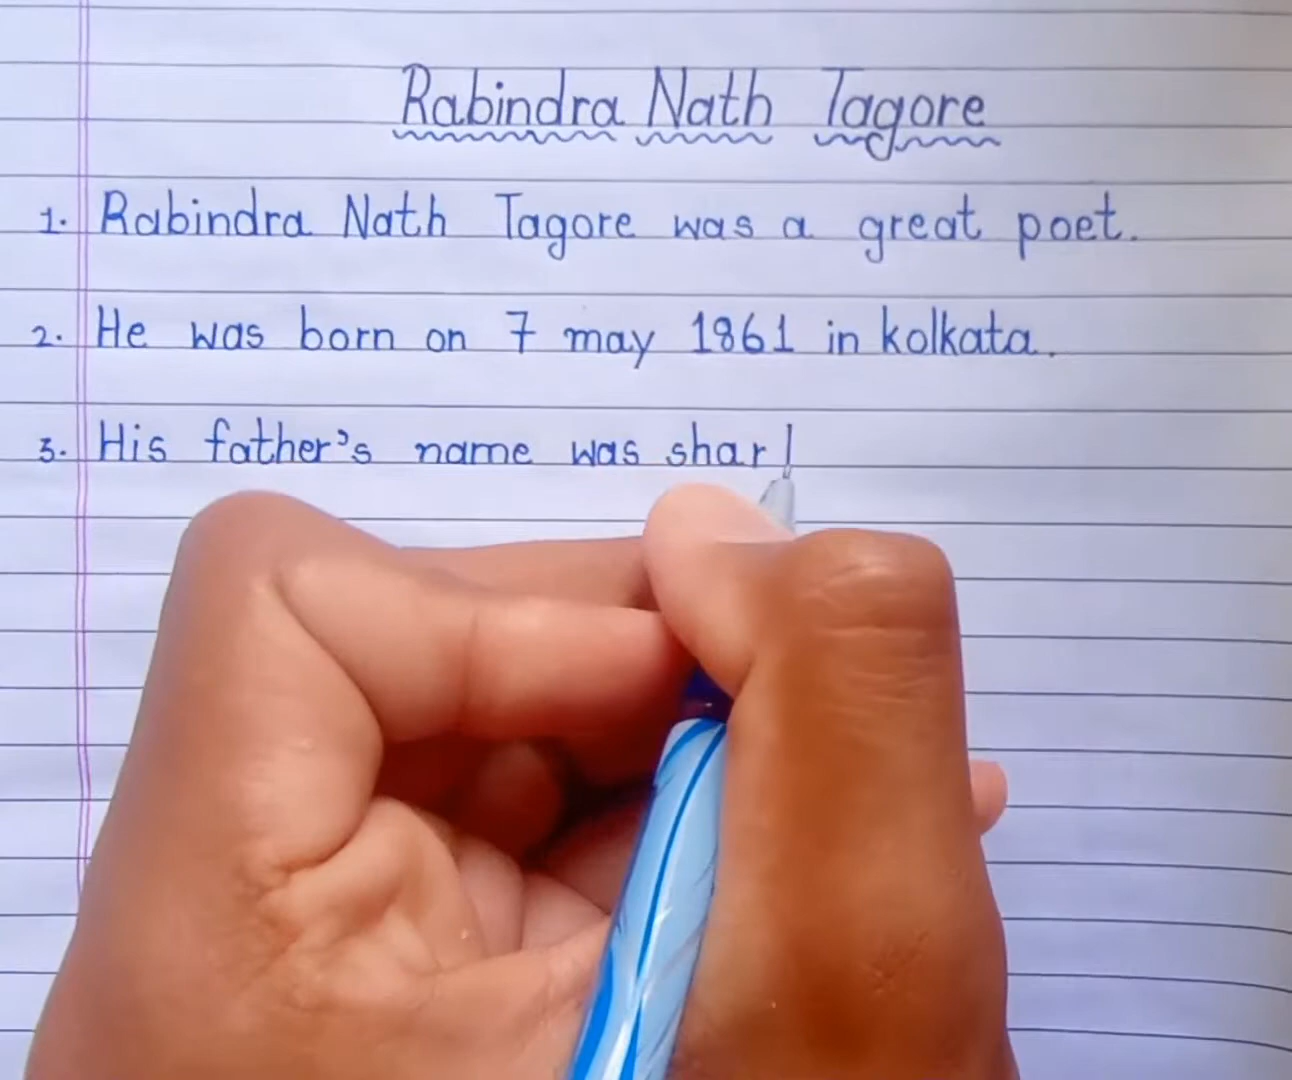 Rabindra Nath Tagore
1. Rabindra Nath Tagore was a great poet.
2. He was born on 7 may 1861 in kolkata.
3. His father's name was shar